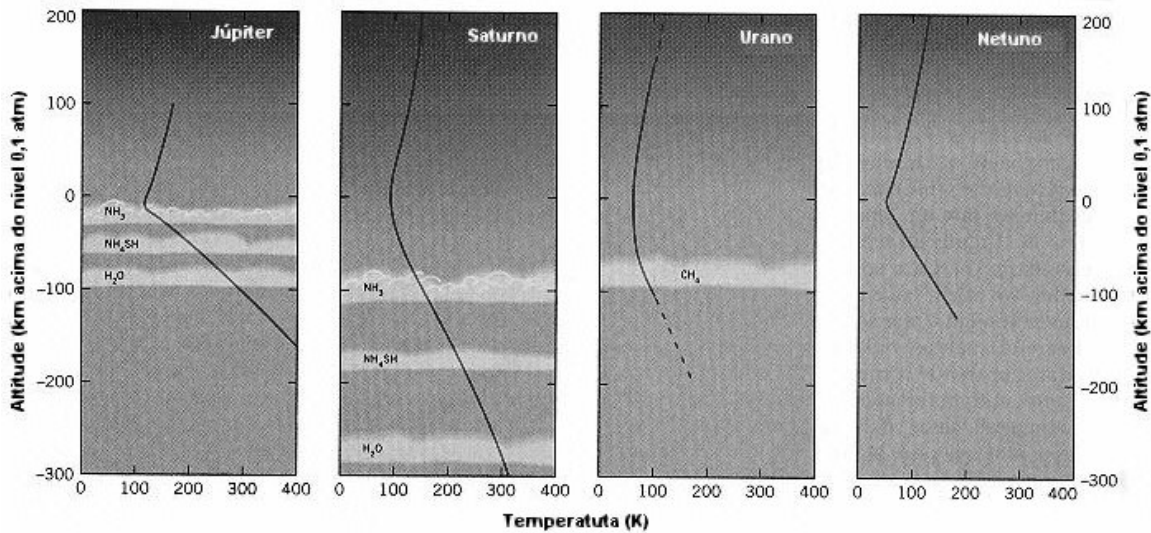 Júpiter
Saturno
Urano
Netuno
Altitude (km acima do nível 0,1 atm)
200
100
0
-100
-200
-300
NH₃
NH₄SH
H₂O
NH₃
NH₄SH
H₂O
CH₄
200
100
0
-100
-200
-300
Altitude (km acima do nível 0,1 atm)
0 100 200 300 400
0 100 200 300 400
0 100 200 300 400
0 100 200 300 400
Temperatuta (K)